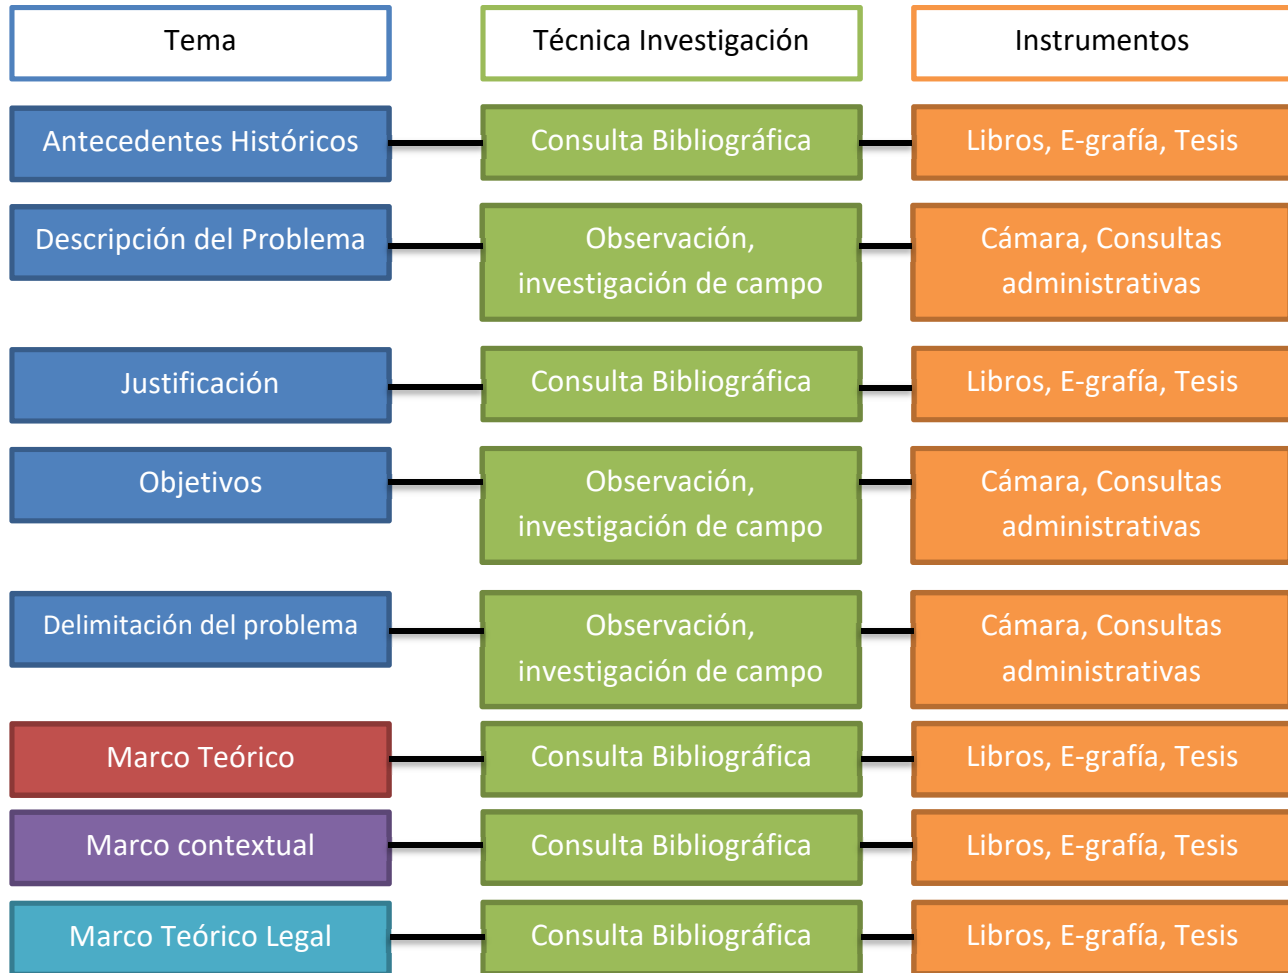 Tema
Técnica Investigación
Instrumentos
Antecedentes Históricos
Consulta Bibliográfica
Libros, E-grafía, Tesis
Descripción del Problema
Observación,
investigación de campo
Cámara, Consultas
administrativas
Justificación
Consulta Bibliográfica
Libros, E-grafía, Tesis
Objetivos
Observación,
investigación de campo
Cámara, Consultas
administrativas
Delimitación del problema
Observación,
investigación de campo
Cámara, Consultas
administrativas
Marco Teórico
Consulta Bibliográfica
Libros, E-grafía, Tesis
Marco contextual
Consulta Bibliográfica
Libros, E-grafía, Tesis
Marco Teórico Legal
Consulta Bibliográfica
Libros, E-grafía, Tesis